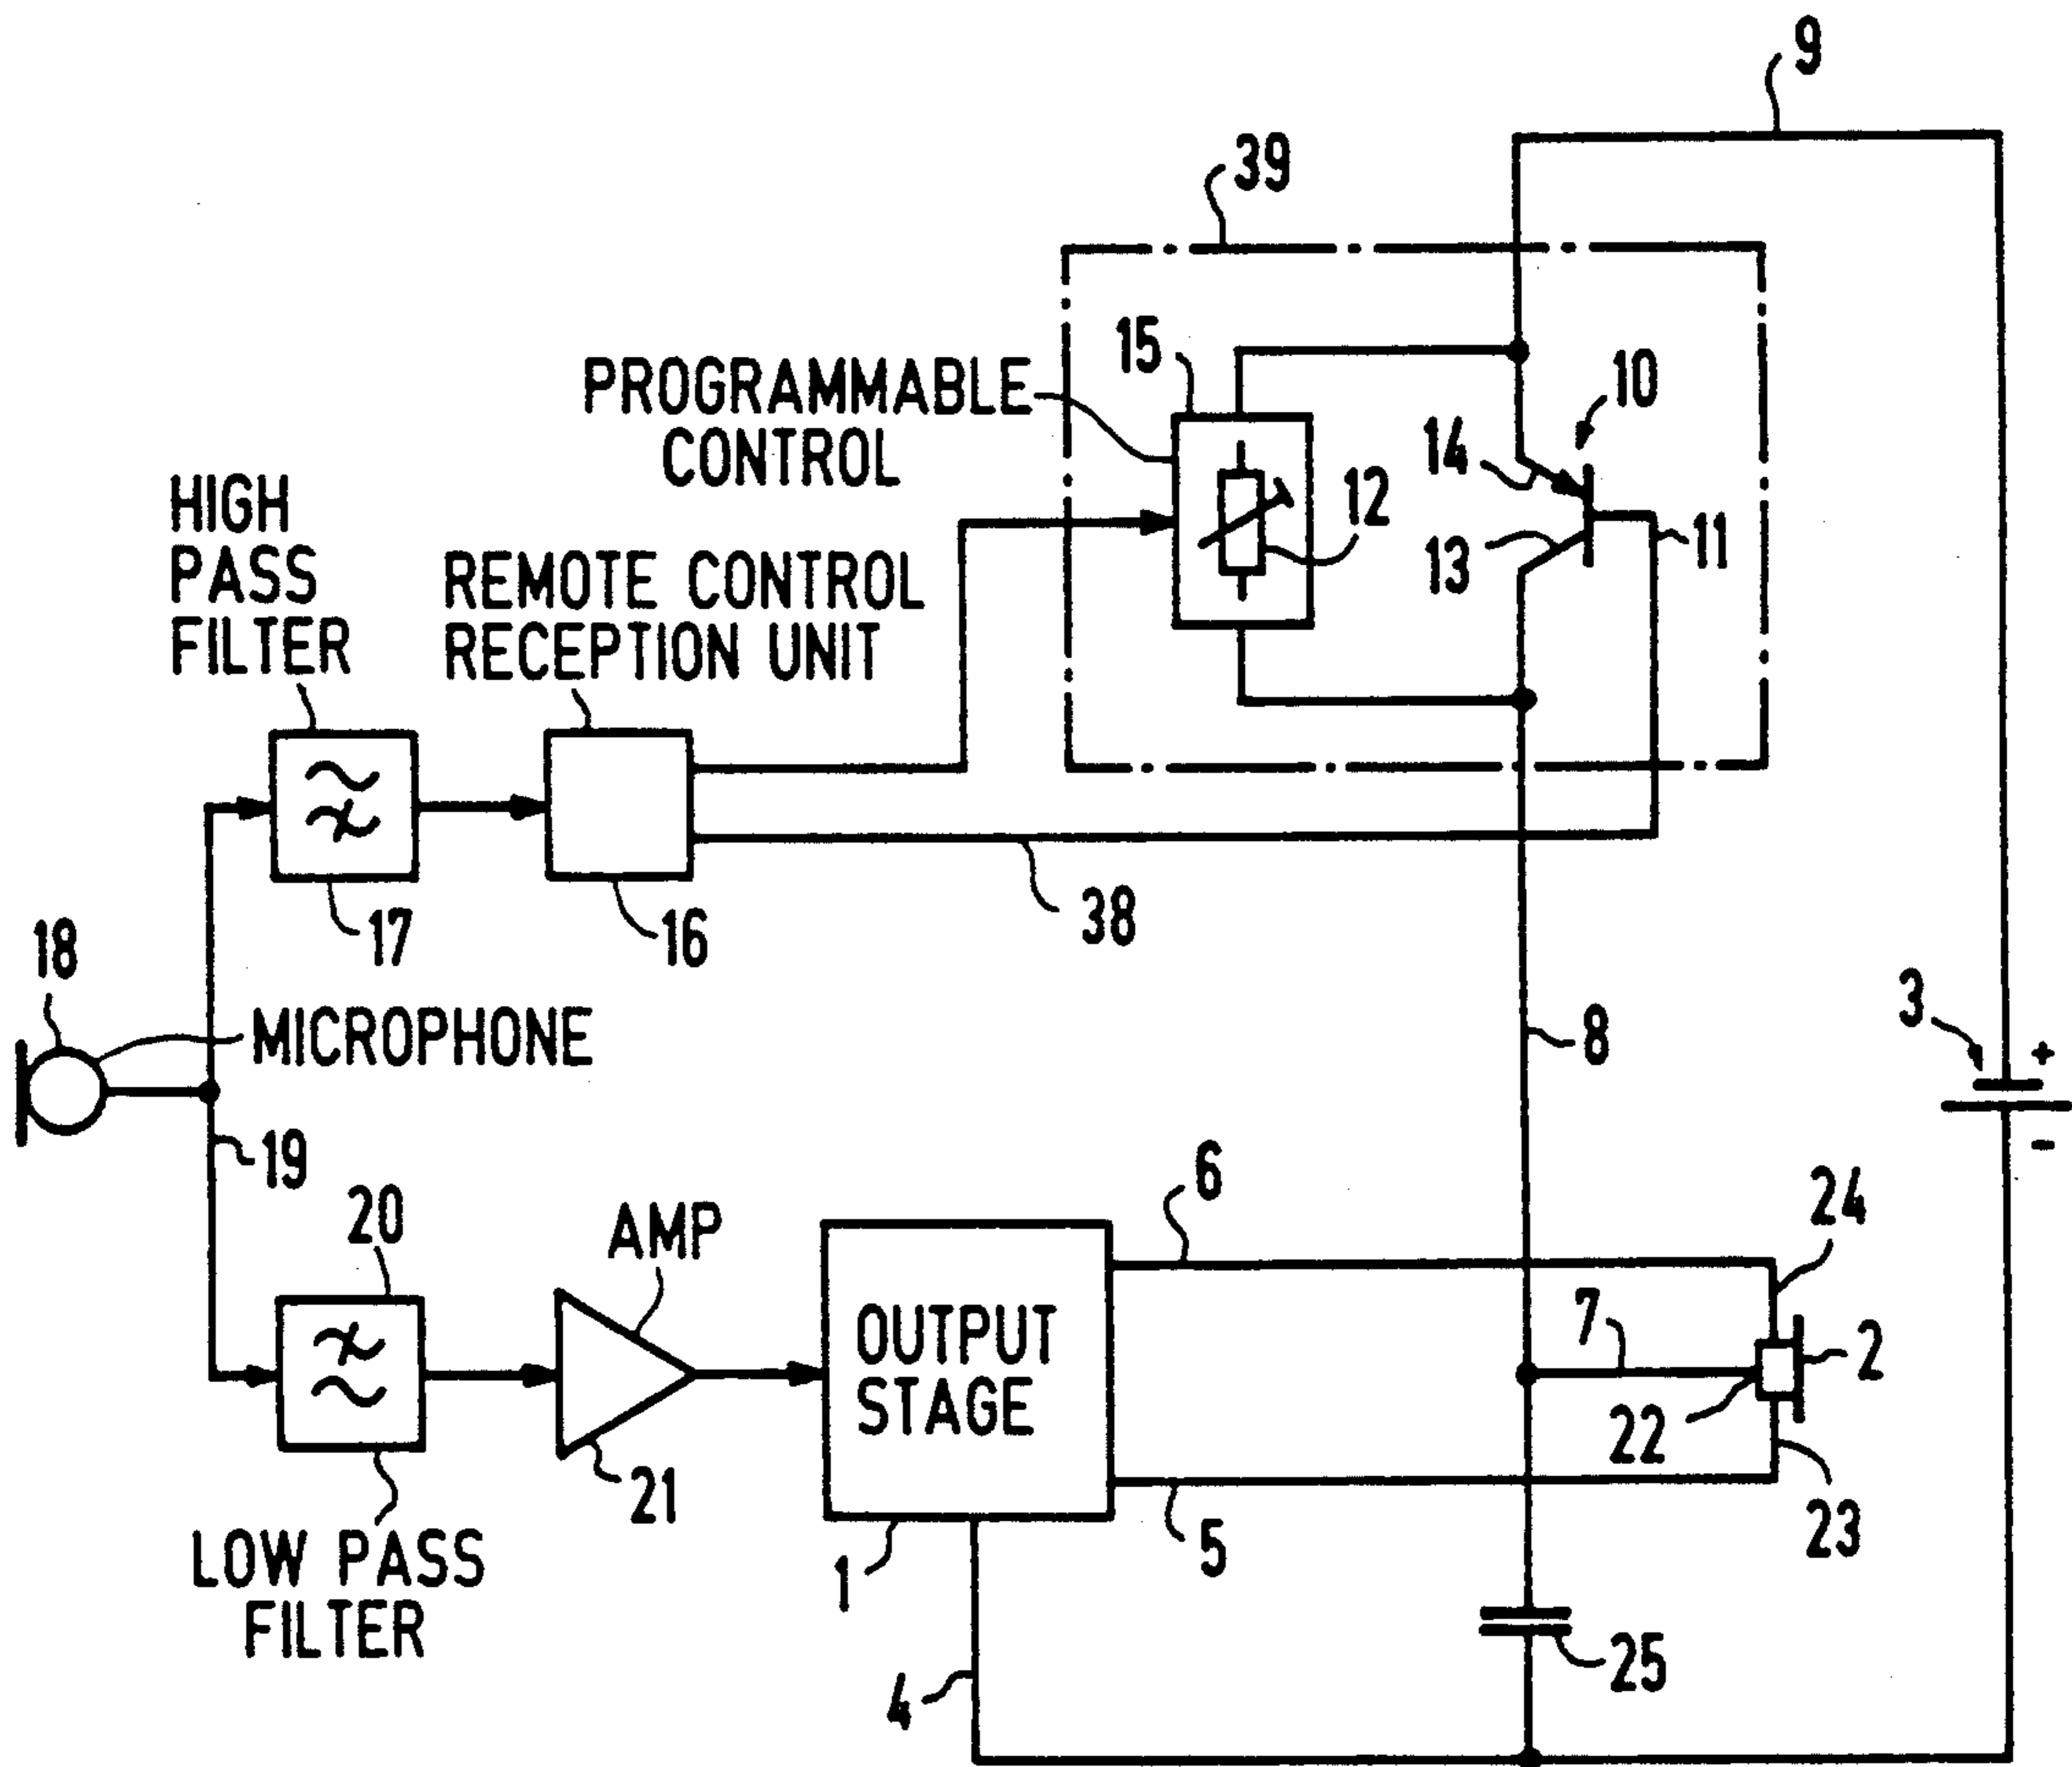 9
39
15
PROGRAMMABLE
CONTROL
10
14
12
HIGH
PASS
FILTER
REMOTE CONTROL
RECEPTION UNIT
13
11
17
16
38
18
MICROPHONE
8
3
+
-
19
6
24
20
AMP
7
2
OUTPUT
STAGE
22
21
5
23
LOW PASS
FILTER
1
4
25